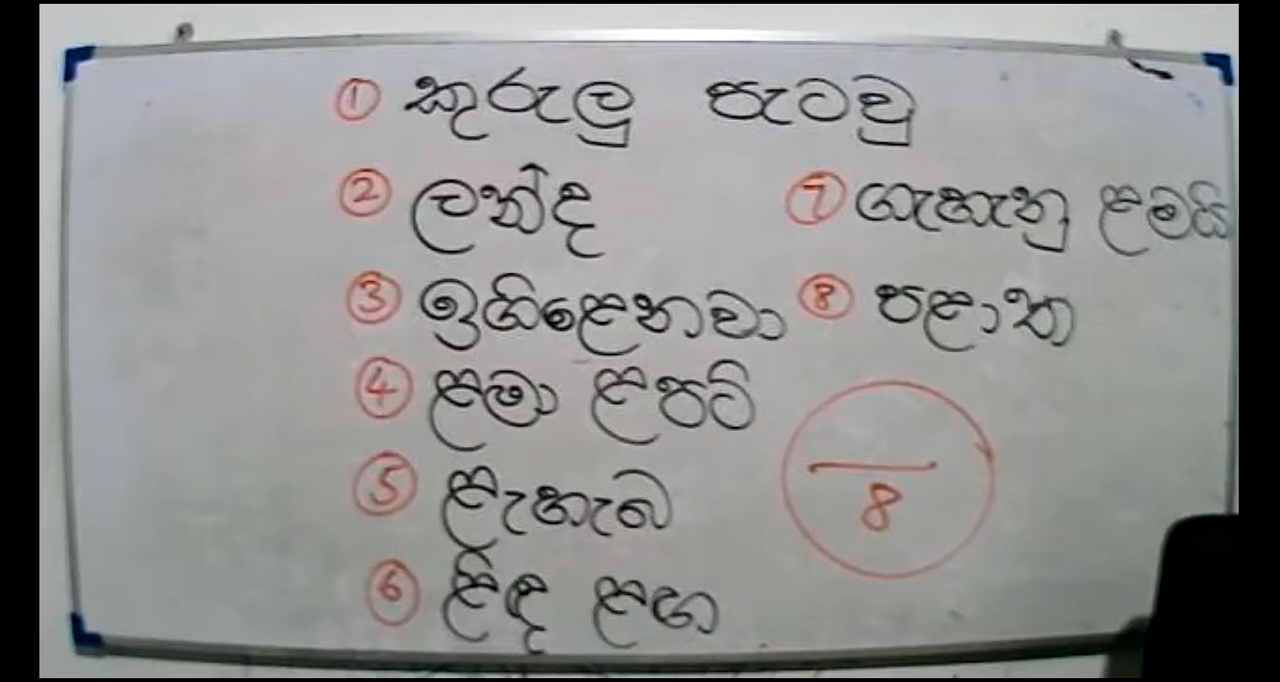 ① කුරුලු පැටවු
② ලන්ද
③ ඉගිළෙනවා
④ ළමා ළපටි
⑤ ළැහැබ
⑥ ළිඳ ළඟ
⑦ ගැහැනු ළමයි
⑧ පළාත
8